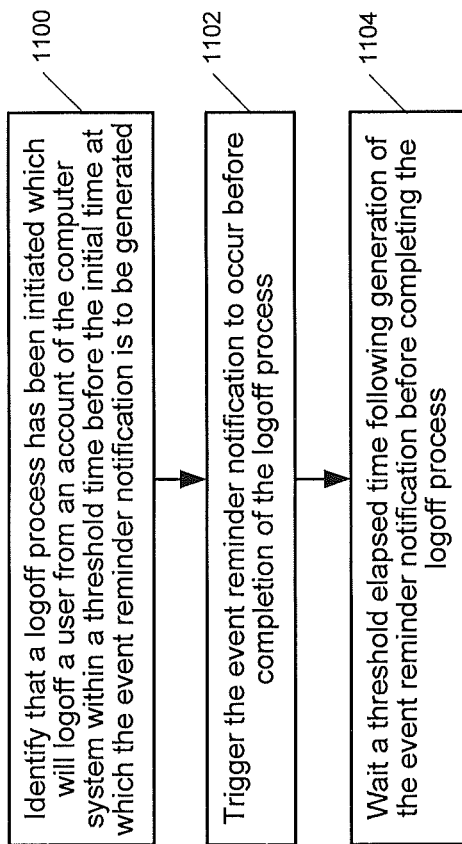 Identify that a logoff process has been initiated which
will logoff a user from an account of the computer
system within a threshold time before the initial time at
which the event reminder notification is to be generated
1100
Trigger the event reminder notification to occur before
completion of the logoff process
1102
Wait a threshold elapsed time following generation of
the event reminder notification before completing the
logoff process
1104